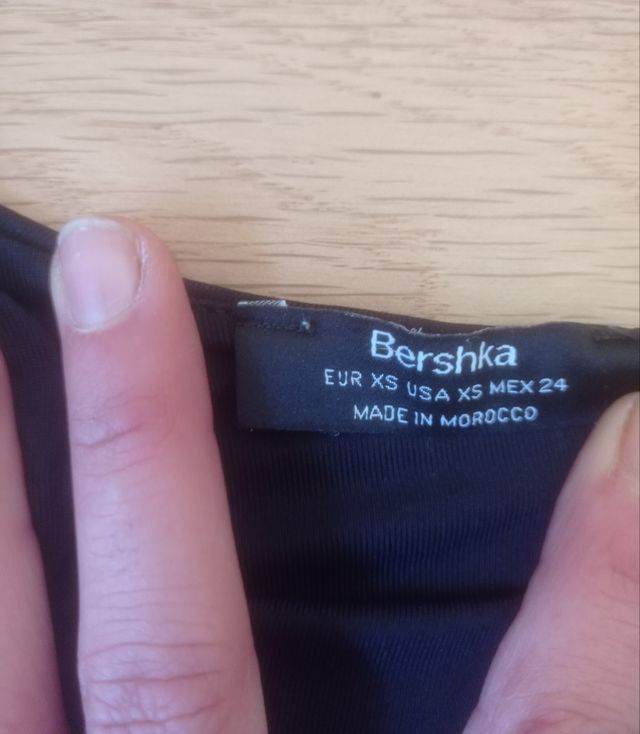 Bershka
EUR XS USA XS MEX 24
MADE IN MOROCCO